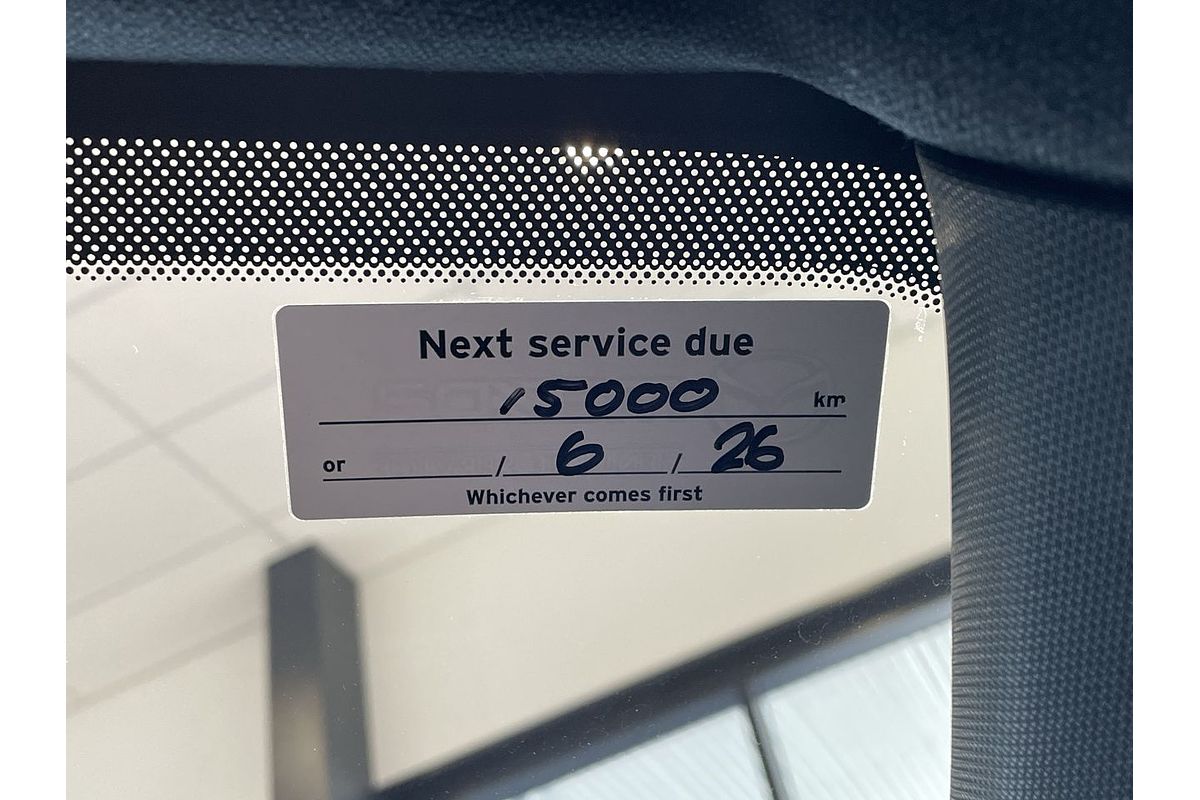 Next service due
15000 km
or / 6 / 26
Whichever comes first